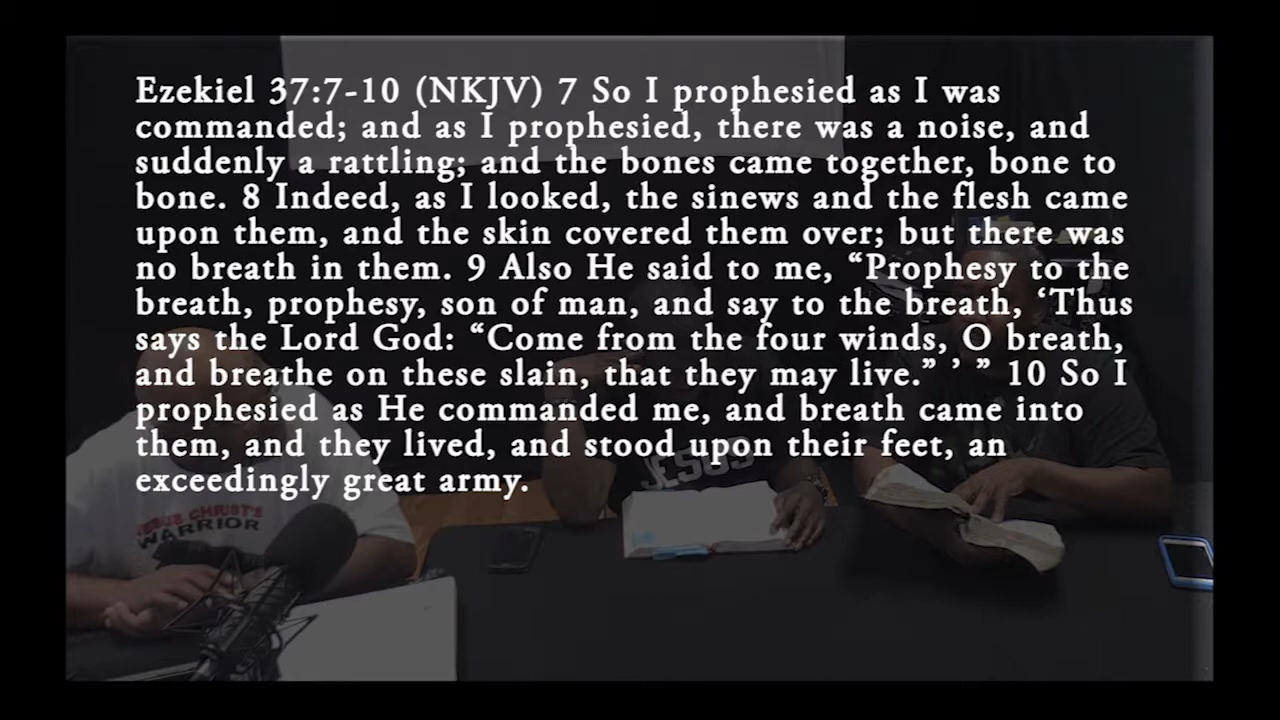 Ezekiel 37:7-10 (NKJV) 7 So I prophesied as I was
commanded; and as I prophesied, there was a noise, and
suddenly a rattling; and the bones came together, bone to
bone. 8 Indeed, as I looked, the sinews and the flesh came
upon them, and the skin covered them over; but there was
no breath in them. 9 Also He said to me, “Prophesy to the
breath, prophesy, son of man, and say to the breath, ‘Thus
says the Lord God: “Come from the four winds, O breath,
and breathe on these slain, that they may live.” ’ ” 10 So I
prophesied as He commanded me, and breath came into
them, and they lived, and stood upon their feet, an
exceedingly great army.
JESUS
JESUS CHRIST'S
WARRIOR